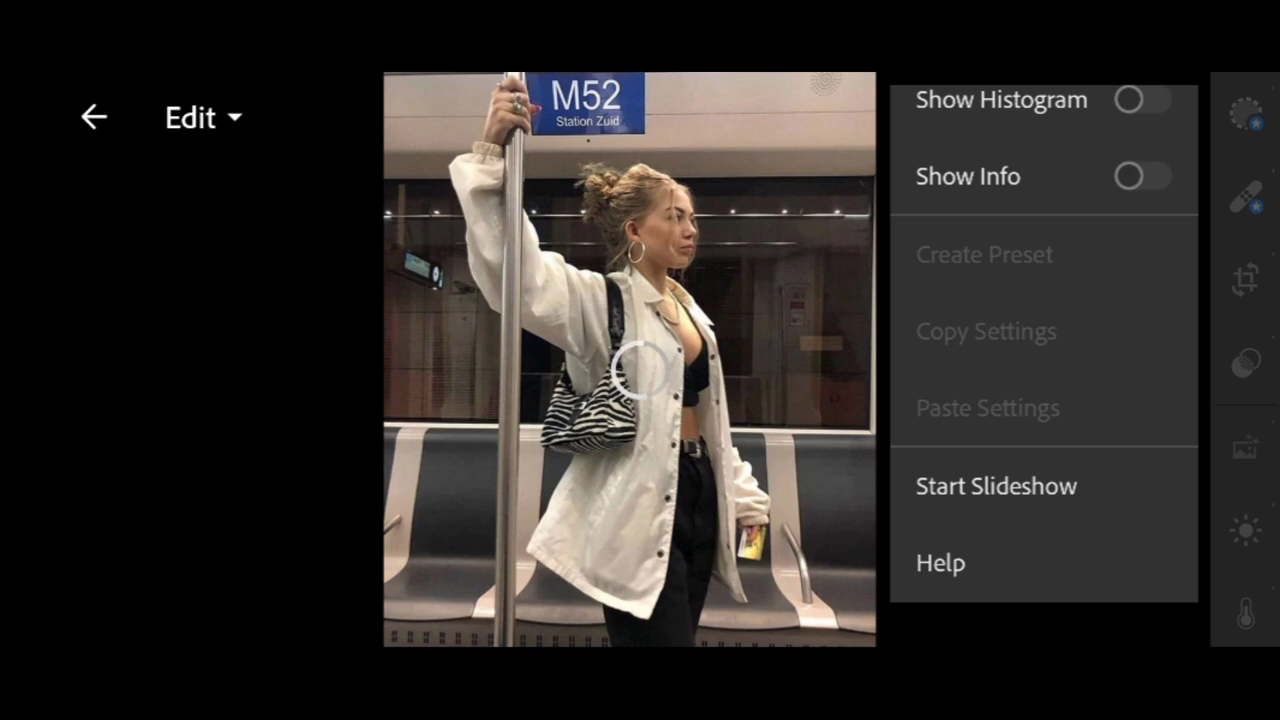 Edit
M52
Station Zuid
Show Histogram
Show Info
Create Preset
Copy Settings
Paste Settings
Start Slideshow
Help